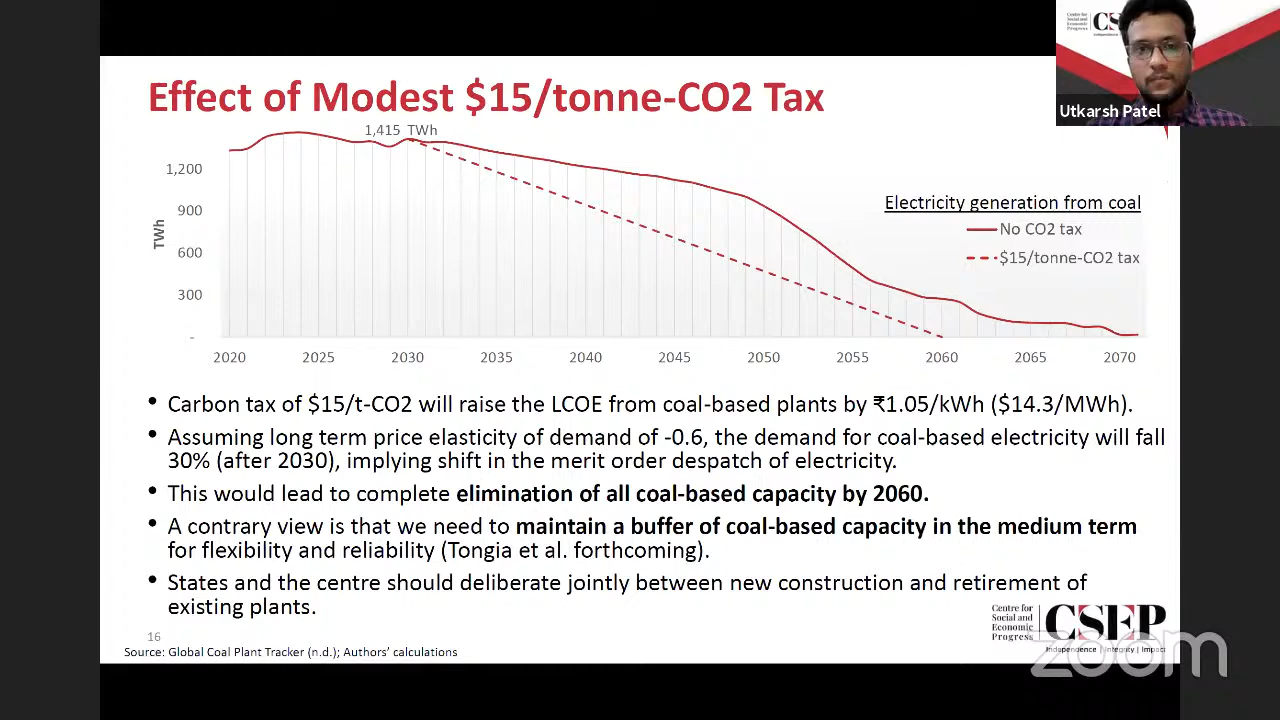 Effect of Modest $15/tonne-CO2 Tax
1,415 TWh
1,200
900
600
300
-
TWh
2020 2025 2030 2035 2040 2045 2050 2055 2060 2065 2070
Electricity generation from coal
No CO2 tax
$15/tonne-CO2 tax
• Carbon tax of $15/t-CO2 will raise the LCOE from coal-based plants by ₹1.05/kWh ($14.3/MWh).
• Assuming long term price elasticity of demand of -0.6, the demand for coal-based electricity will fall
30% (after 2030), implying shift in the merit order despatch of electricity.
• This would lead to complete elimination of all coal-based capacity by 2060.
• A contrary view is that we need to maintain a buffer of coal-based capacity in the medium term
for flexibility and reliability (Tongia et al. forthcoming).
• States and the centre should deliberate jointly between new construction and retirement of
existing plants.
16
Source: Global Coal Plant Tracker (n.d.); Authors' calculations
Centre for
Social and
Economic
Progress
CSEP
Independence | Integrity | Impact
zoom
Centre for
Social and
Economic
Progress
Utkarsh Patel